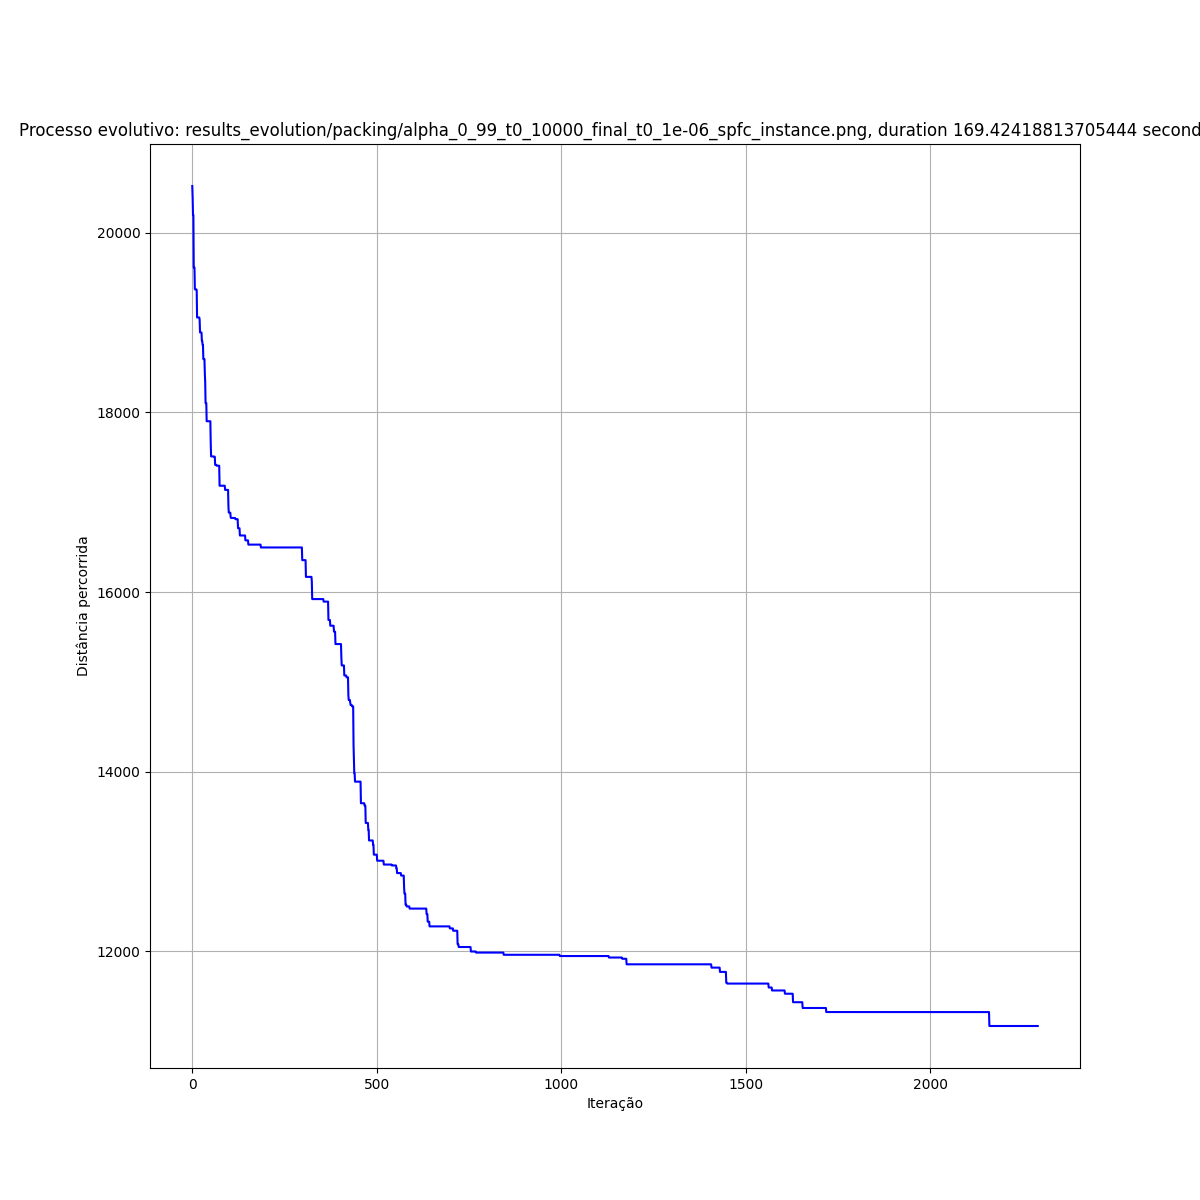 Processo evolutivo: results_evolution/packing/alpha_0_99_t0_10000_final_t0_1e-06_spfc_instance.png, duration 169.42418813705444 second
20000
18000
16000
14000
12000
Distância percorrida
0 500 1000 1500 2000
Iteração